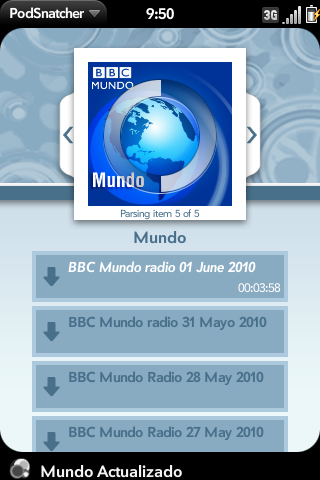 PodSnatcher
9:50
3G
BBC
MUNDO
Mundo
Parsing item 5 of 5
Mundo
BBC Mundo radio 01 June 2010
00:03:58
BBC Mundo radio 31 Mayo 2010
BBC Mundo Radio 28 May 2010
BBC Mundo Radio 27 May 2010
Mundo Actualizado